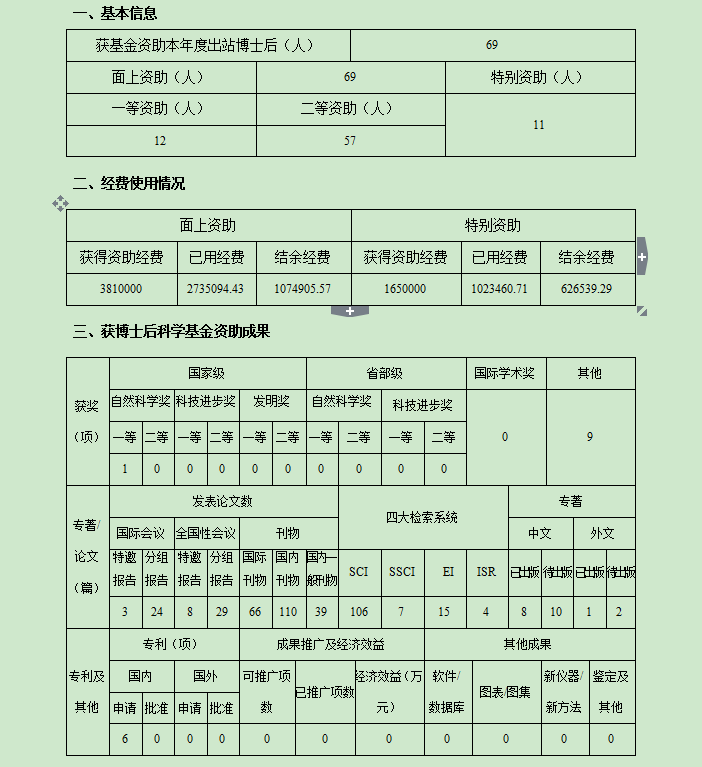 一、基本信息
获基金资助本年度出站博士后（人） 69
面上资助（人） 69 特别资助（人）
一等资助（人） 二等资助（人） 11
12 57
二、经费使用情况
面上资助 特别资助
获得资助经费 已用经费 结余经费 获得资助经费 已用经费 结余经费
3810000 2735094.43 1074905.57 1650000 1023460.71 626539.29
三、获博士后科学基金资助成果
获奖（项） 国家级 省部级 国际学术奖 其他
自然科学奖 科技进步奖 发明奖 自然科学奖 科技进步奖
一等 二等 一等 二等 一等 二等 一等 二等 一等 二等 0 9
1 0 0 0 0 0 0 0 0 0
专著/论文（篇） 发表论文数 四大检索系统 专著
国际会议 全国性会议 刊物 中文 外文
特邀报告 分组报告 特邀报告 分组报告 国际刊物 国内刊物 国内一般刊物 SCI SSCI EI ISR 已出版 待出版 已出版 待出版
3 24 8 29 66 110 39 106 7 15 4 8 10 1 2
专利及其他 专利（项） 成果推广及经济效益 其他成果
国内 国外 可推广项数 已推广项数 经济效益（万元） 软件/数据库 图表/图集 新仪器/新方法 鉴定及其他
申请 批准 申请 批准
6 0 0 0 0 0 0 0 0 0 0